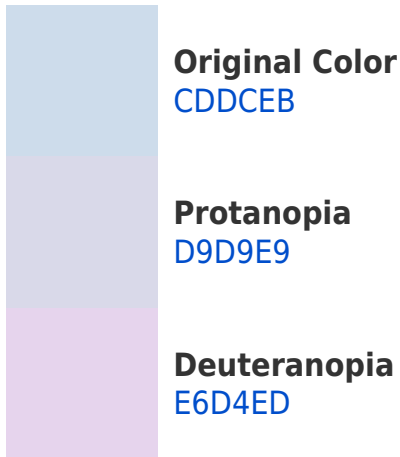 Original Color
CDDCEB
Protanopia
D9D9E9
Deuteranopia
E6D4ED